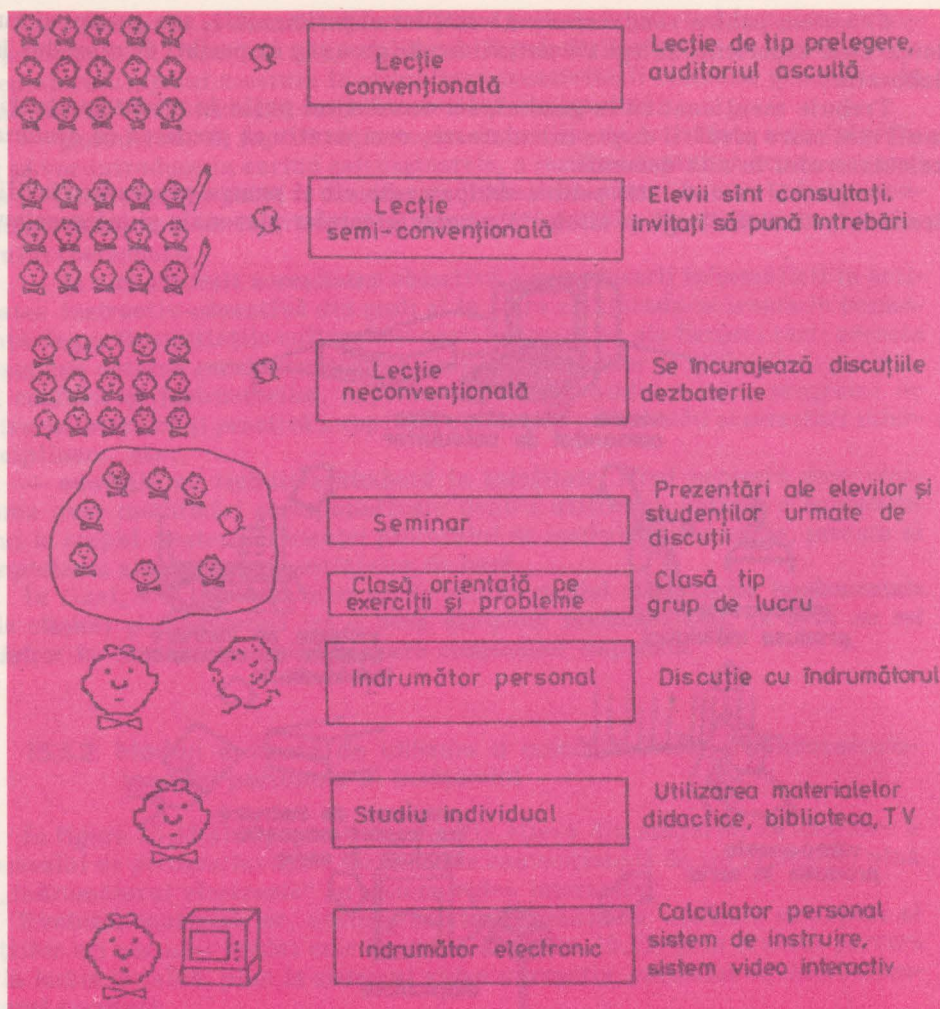 Lecție
convențională
Lecție de tip prelegere,
auditoriul ascultă
Lecție
semi-convențională
Elevii sînt consultați,
invitați să pună întrebări
Lecție
neconvențională
Se încurajează discuțiile
dezbaterile
Seminar
Prezentări ale elevilor și
studenților urmate de
discuții
Clasă orientată pe
exerciții și probleme
Clasă tip
grup de lucru
Indrumător personal
Discuție cu îndrumătorul
Studiu individual
Utilizarea materialelor
didactice, biblioteca, TV
Indrumător electronic
Calculator personal
sistem de instruire,
sistem video interactiv